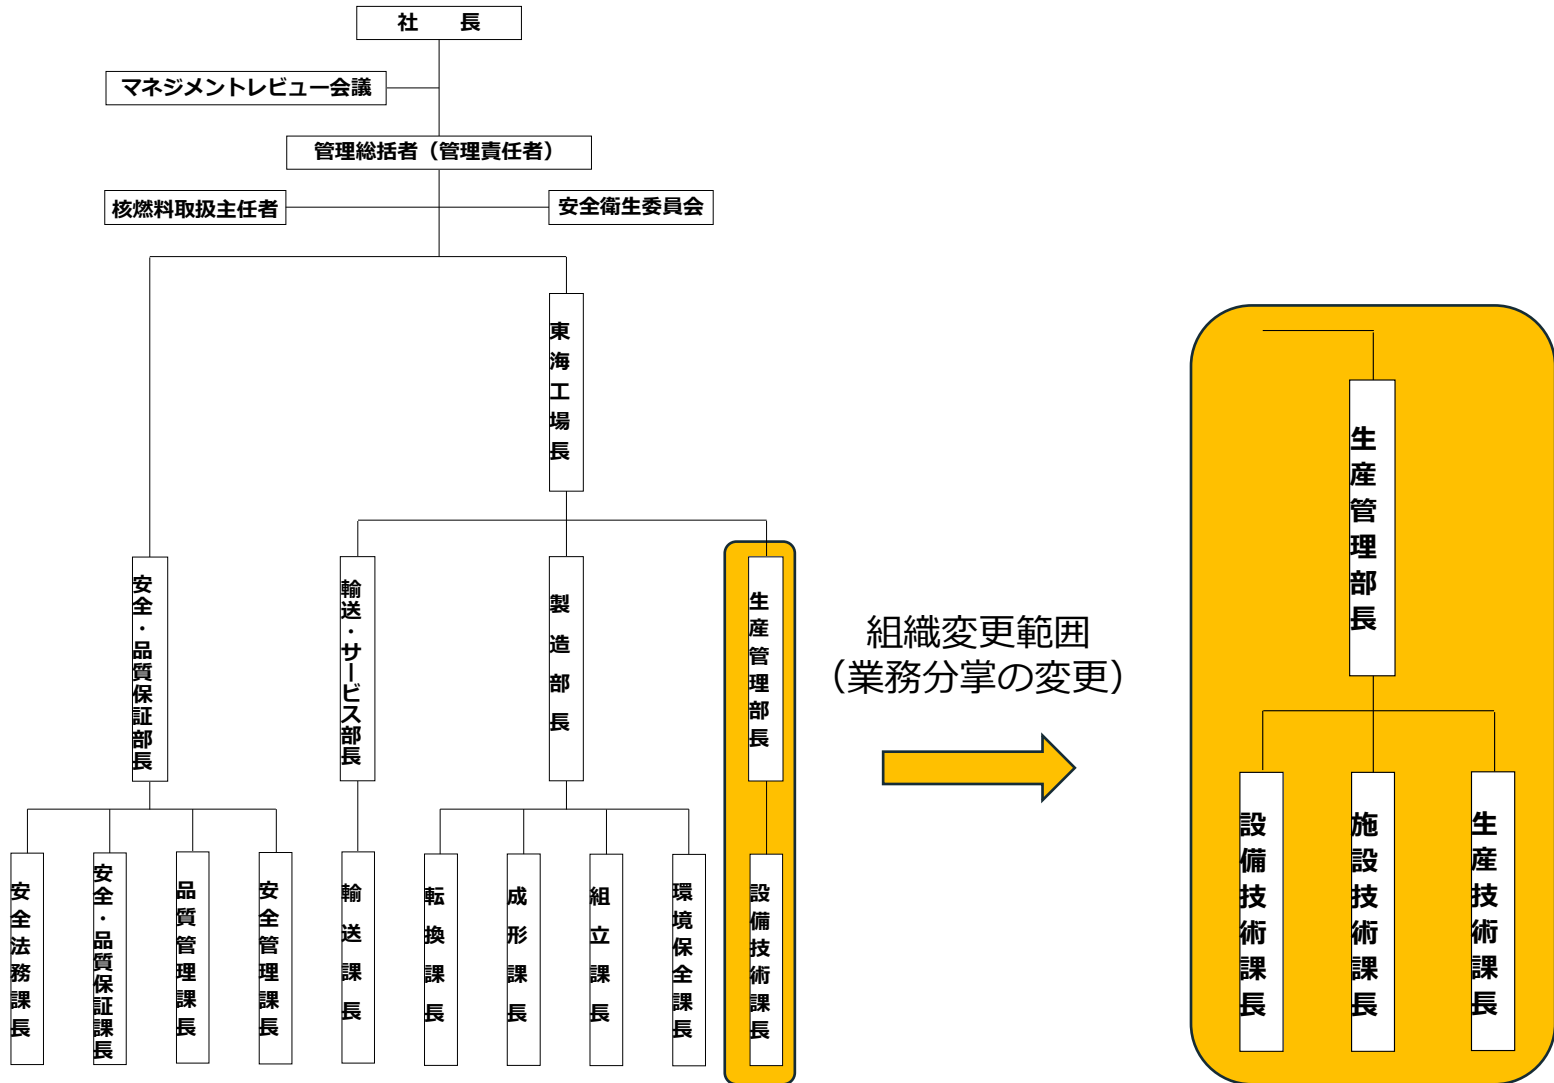 社　長
マネジメントレビュー会議
管理総括者（管理責任者）
核燃料取扱主任者
安全衛生委員会
東海工場長
安全・品質保証部長
輸送・サービス部長
製造部長
生産管理部長
安全法務課長
安全・品質保証課長
品質管理課長
安全管理課長
輸送課長
転換課長
成形課長
組立課長
環境保全課長
設備技術課長
組織変更範囲
（業務分掌の変更）
生産管理部長
設備技術課長
施設技術課長
生産技術課長